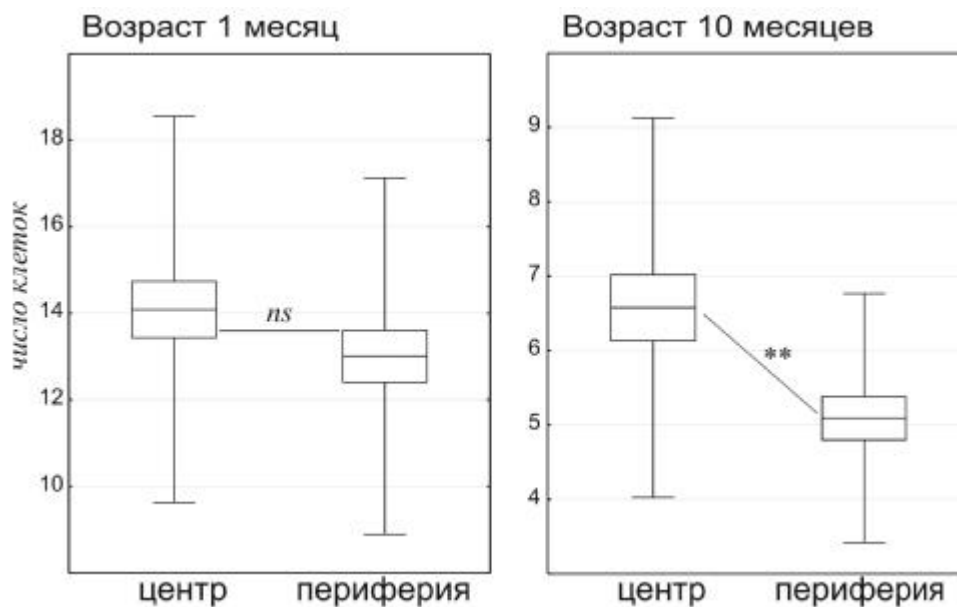 Возраст 1 месяц
число клеток
18
16
14
12
10
ns
центр
периферия
Возраст 10 месяцев
9
8
7
6
5
4
**
центр
периферия